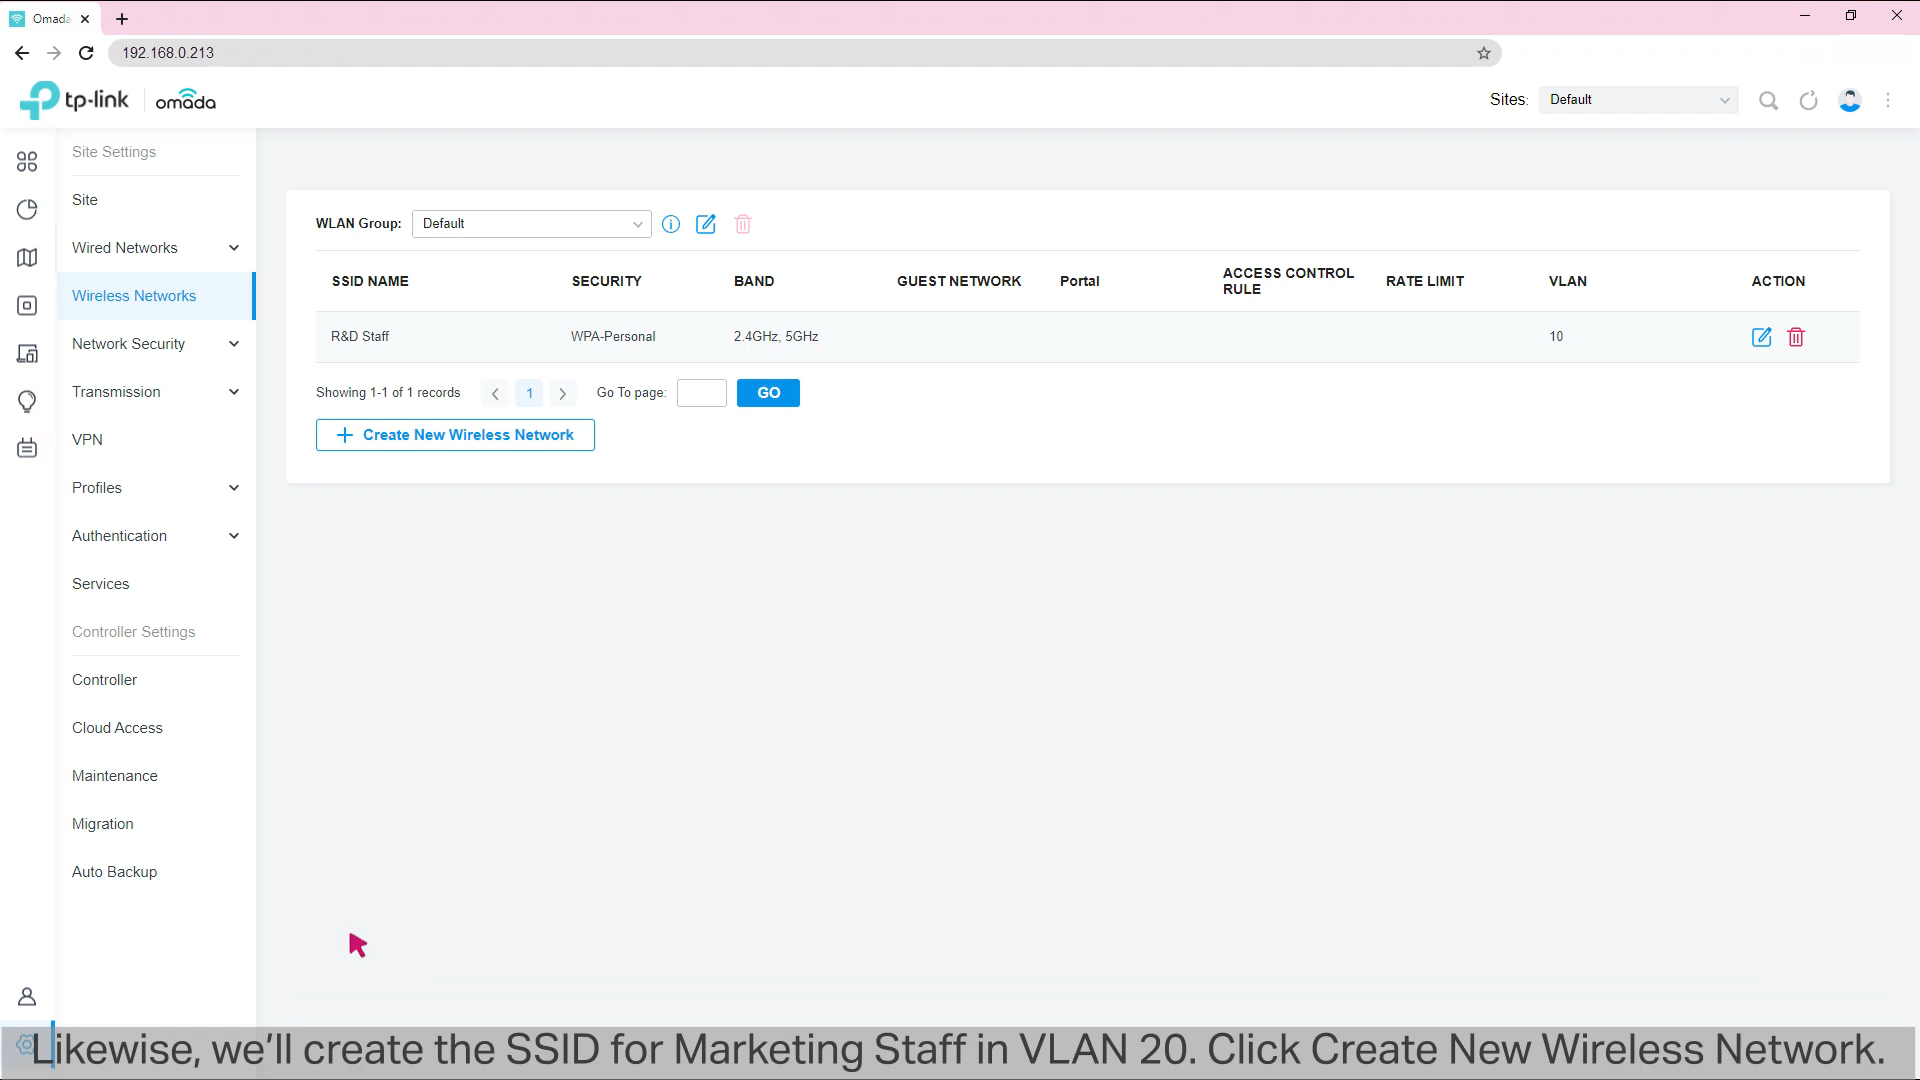 Omada
192.168.0.213
tp-link omada
Sites: Default
Site Settings
Site
Wired Networks
Wireless Networks
Network Security
Transmission
VPN
Profiles
Authentication
Services
Controller Settings
Controller
Cloud Access
Maintenance
Migration
Auto Backup
WLAN Group: Default
SSID NAME SECURITY BAND GUEST NETWORK Portal ACCESS CONTROL RULE RATE LIMIT VLAN ACTION
R&D Staff WPA-Personal 2.4GHz, 5GHz 10
Showing 1-1 of 1 records 1 Go To page: GO
Create New Wireless Network
Likewise, we'll create the SSID for Marketing Staff in VLAN 20. Click Create New Wireless Network.